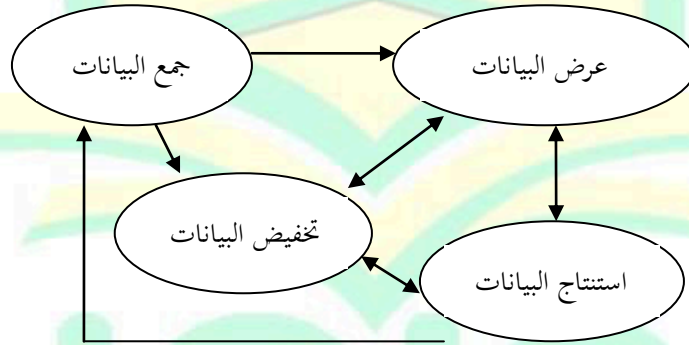 جمع البيانات
عرض البيانات
تخفيض البيانات
استنتاج البيانات